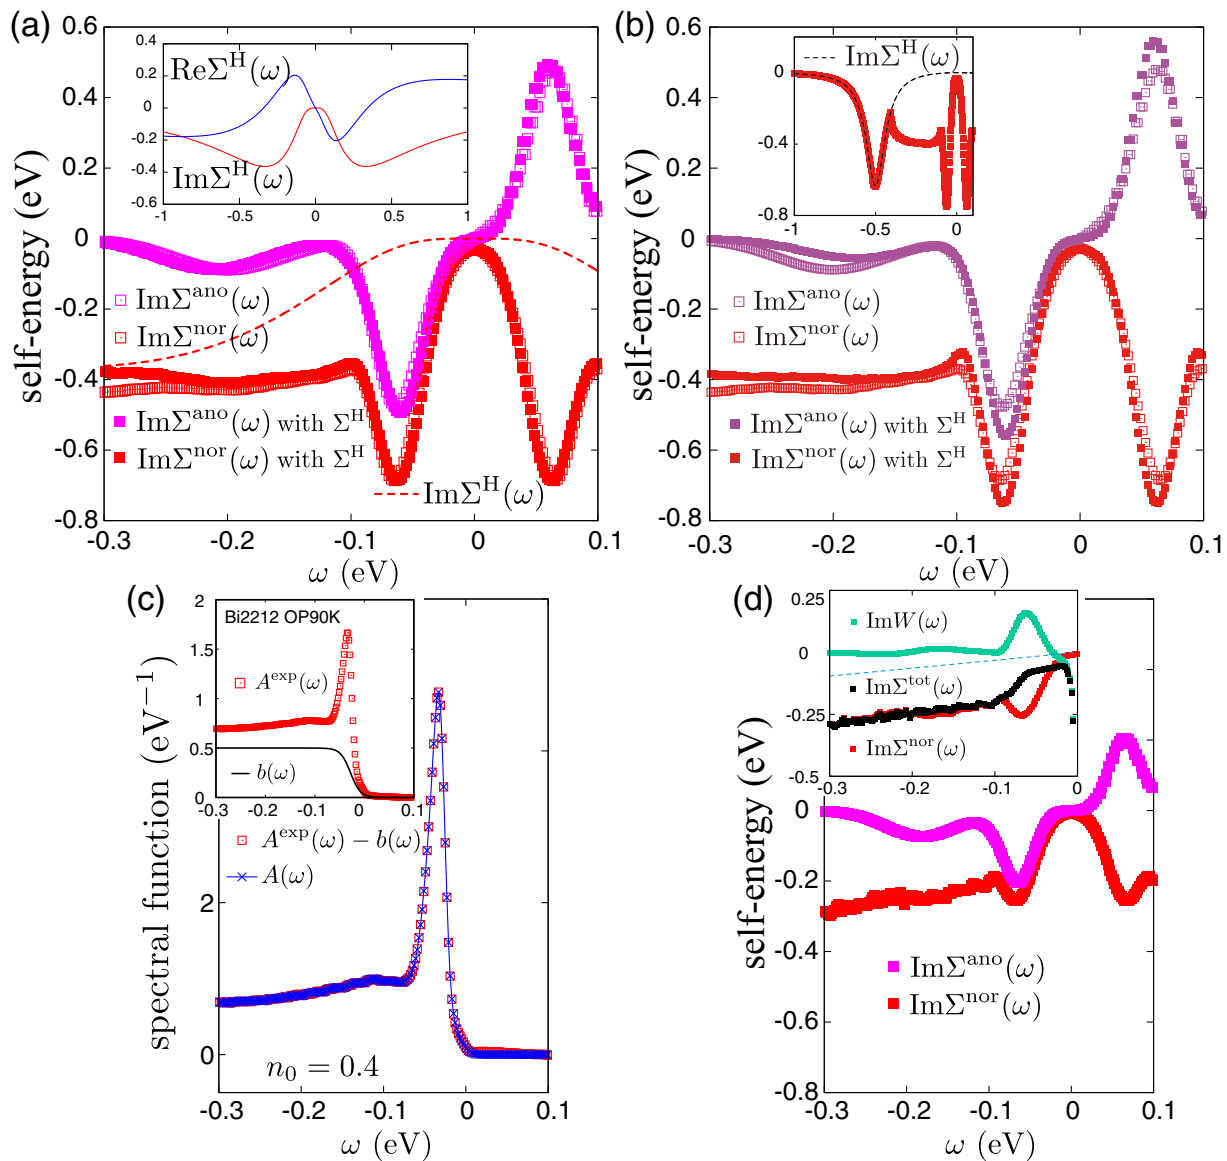 (a)
0.6
0.4
0.2
0
-0.2
-0.4
-0.6
-0.8
self-energy (eV)
-0.3
-0.2
-0.1
0
0.1
ω (eV)
0.4
0.2
0
-0.2
-0.4
-0.6
-1
-0.5
0
0.5
1
ReΣ^H(ω)
ImΣ^H(ω)
ImΣ^ano(ω)
ImΣ^nor(ω)
ImΣ^ano(ω) with Σ^H
ImΣ^nor(ω) with Σ^H
ImΣ^H(ω)
(b)
0.6
0.4
0.2
0
-0.2
-0.4
-0.6
-0.8
self-energy (eV)
-0.3
-0.2
-0.1
0
0.1
ω (eV)
ImΣ^H(ω)
0
-0.4
-0.8
-1
-0.5
0
ImΣ^ano(ω)
ImΣ^nor(ω)
ImΣ^ano(ω) with Σ^H
ImΣ^nor(ω) with Σ^H
(c)
spectral function (eV^−1)
2
0
-0.3
-0.2
-0.1
0
0.1
ω (eV)
2
1.5
1
0.5
0
-0.3
-0.2
-0.1
0
0.1
Bi2212 OP90K
A^exp(ω)
b(ω)
A^exp(ω) − b(ω)
A(ω)
n_0 = 0.4
(d)
self-energy (eV)
0
-0.2
-0.4
-0.6
-0.8
-0.3
-0.2
-0.1
0
0.1
ω (eV)
0.25
0
-0.25
-0.5
-0.3
-0.2
-0.1
0
ImW(ω)
ImΣ^tot(ω)
ImΣ^nor(ω)
ImΣ^ano(ω)
ImΣ^nor(ω)